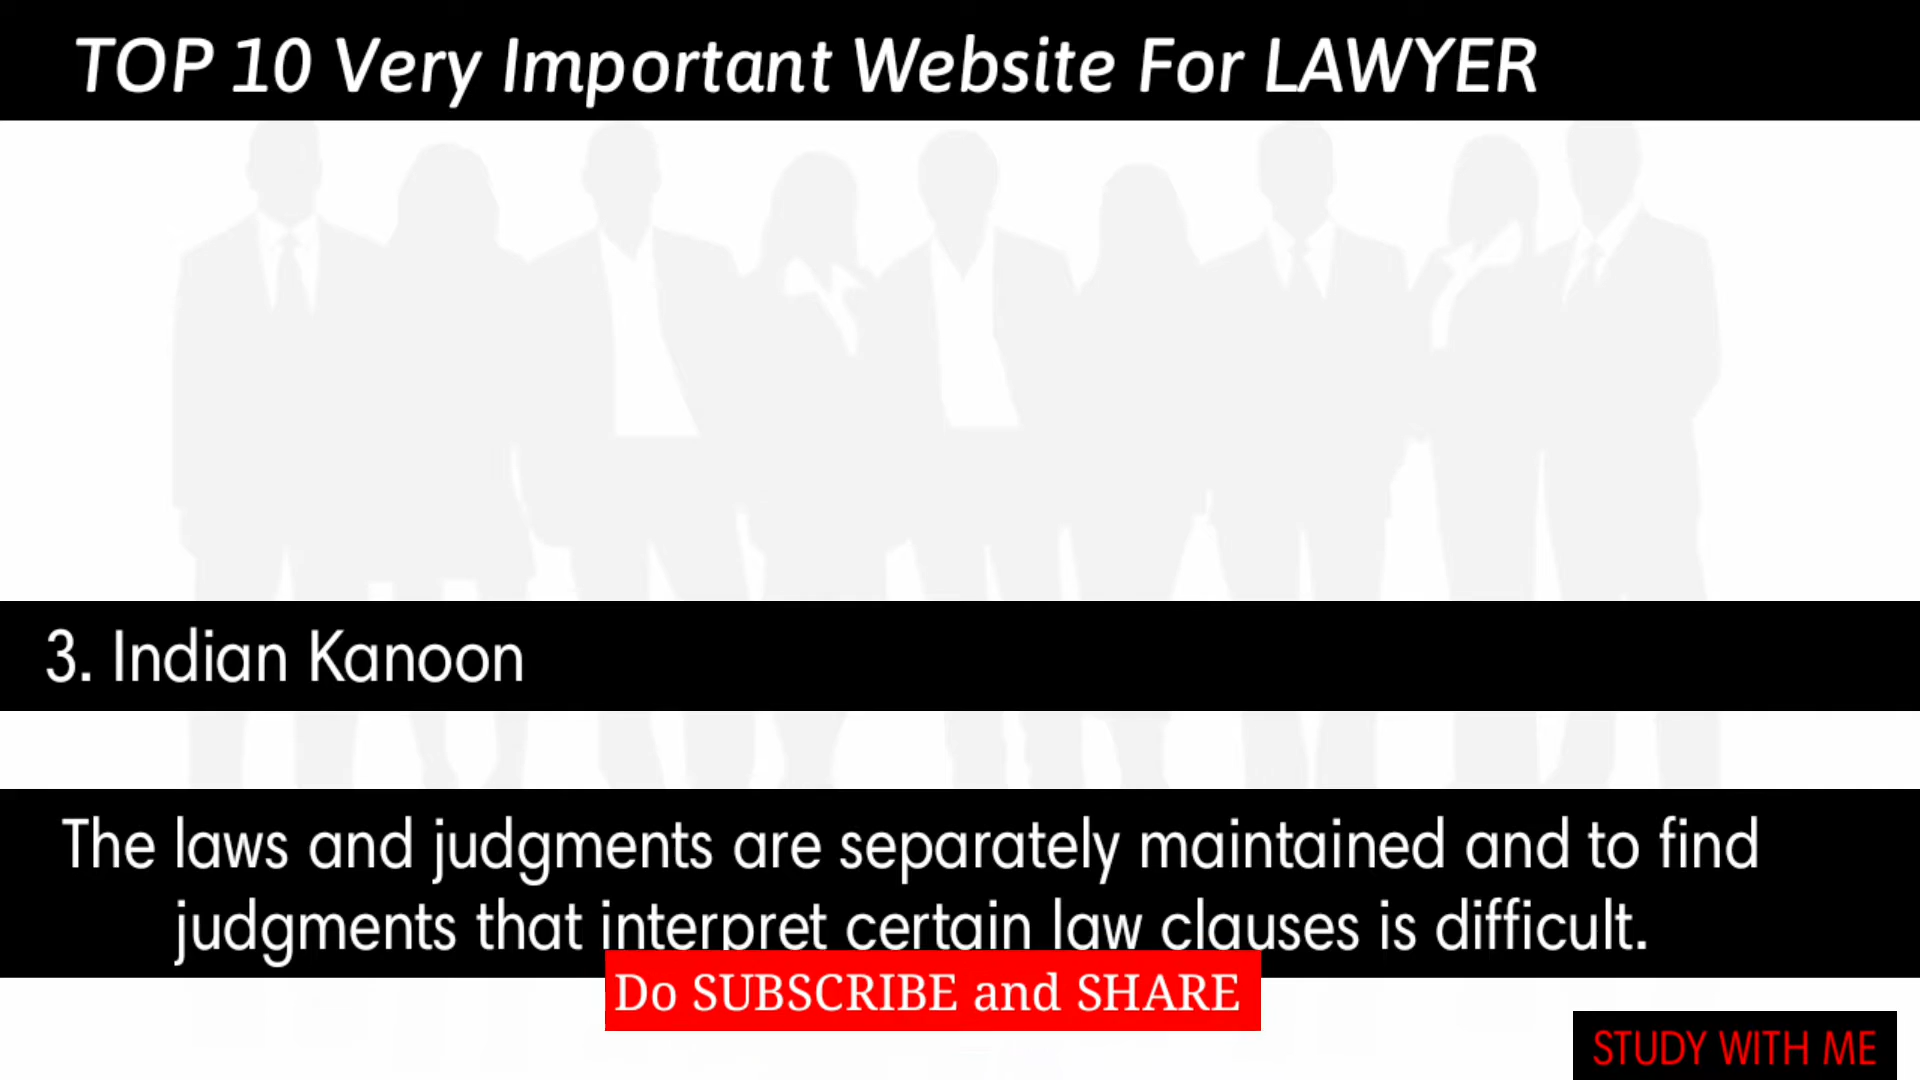 TOP 10 Very Important Website For LAWYER
3. Indian Kanoon
The laws and judgments are separately maintained and to find
judgments that interpret certain law clauses is difficult.
Do SUBSCRIBE and SHARE
STUDY WITH ME